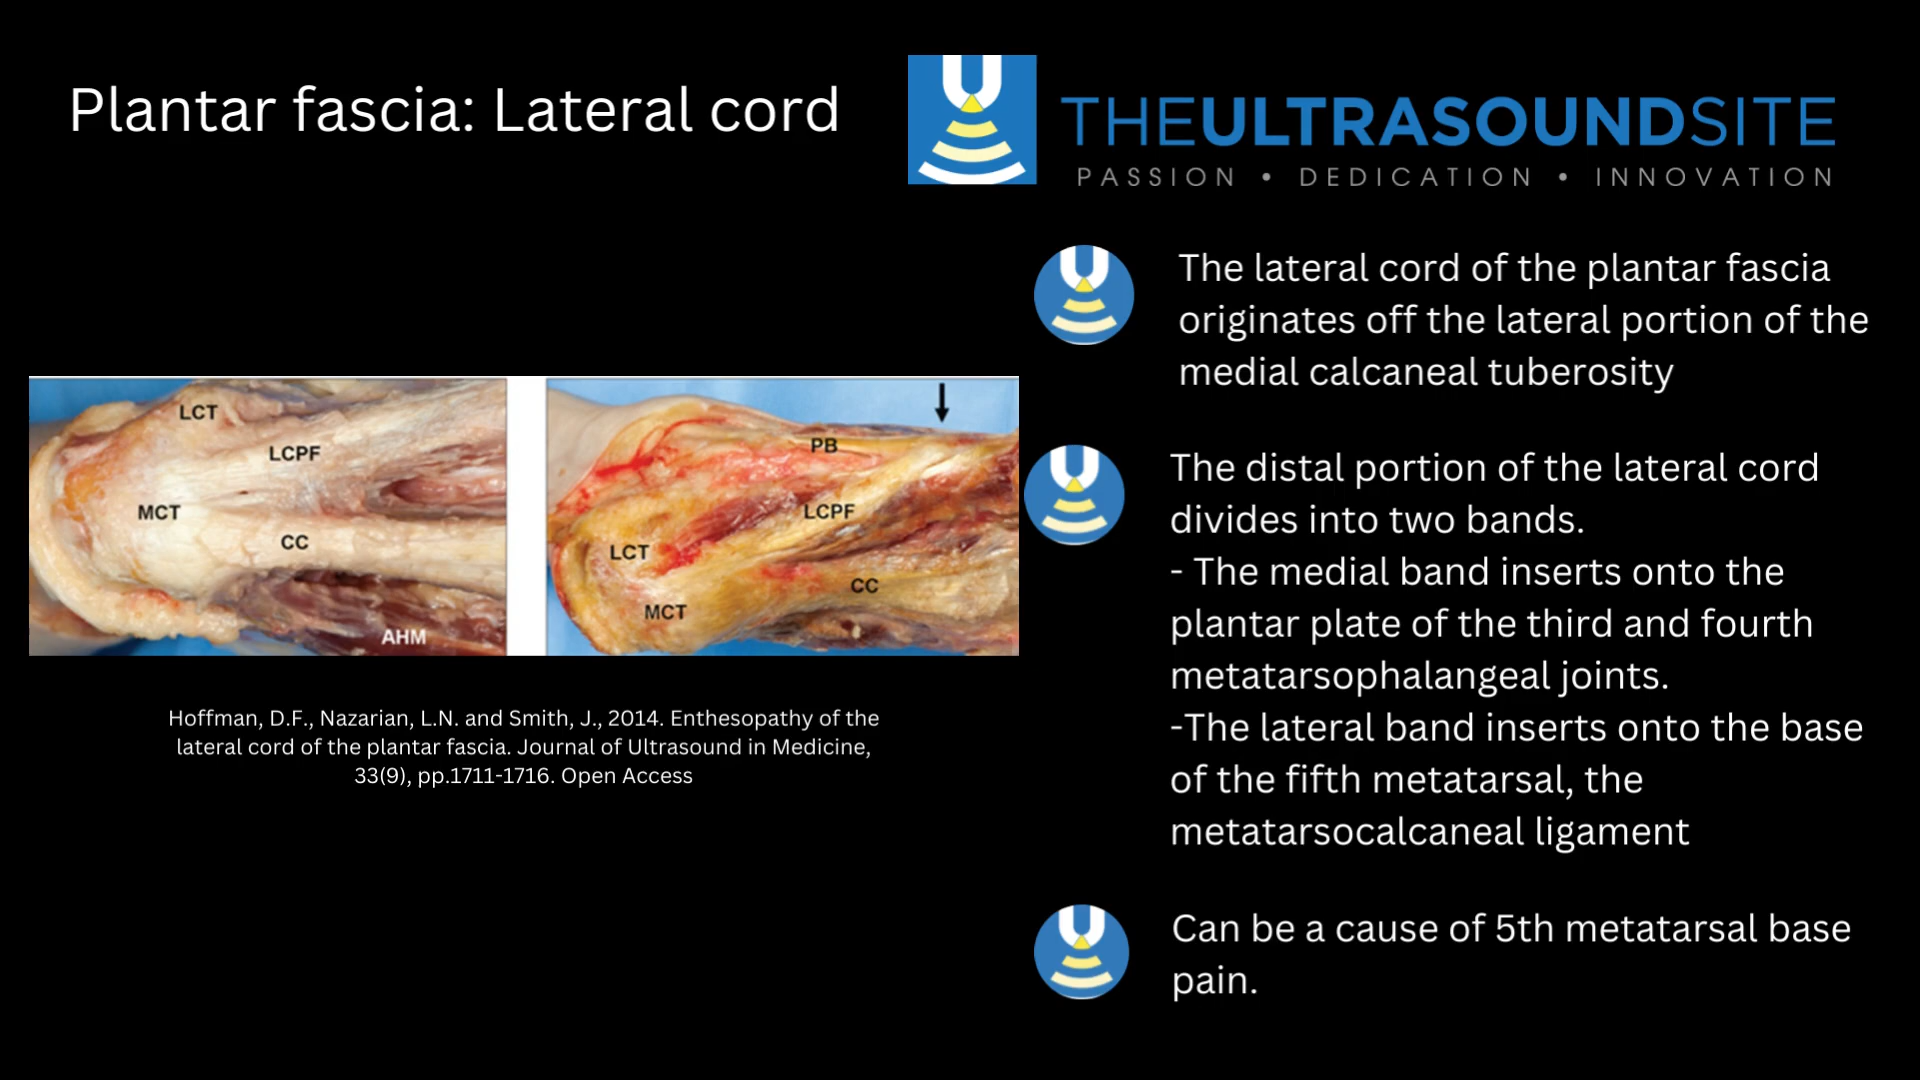 Plantar fascia: Lateral cord
THEULTRASOUNDSITE
PASSION • DEDICATION • INNOVATION
LCT
LCPF
MCT
CC
AHM
PB
LCPF
LCT
CC
MCT
Hoffman, D.F., Nazarian, L.N. and Smith, J., 2014. Enthesopathy of the
lateral cord of the plantar fascia. Journal of Ultrasound in Medicine,
33(9), pp.1711-1716. Open Access
The lateral cord of the plantar fascia
originates off the lateral portion of the
medial calcaneal tuberosity
The distal portion of the lateral cord
divides into two bands.
- The medial band inserts onto the
plantar plate of the third and fourth
metatarsophalangeal joints.
-The lateral band inserts onto the base
of the fifth metatarsal, the
metatarsocalcaneal ligament
Can be a cause of 5th metatarsal base
pain.